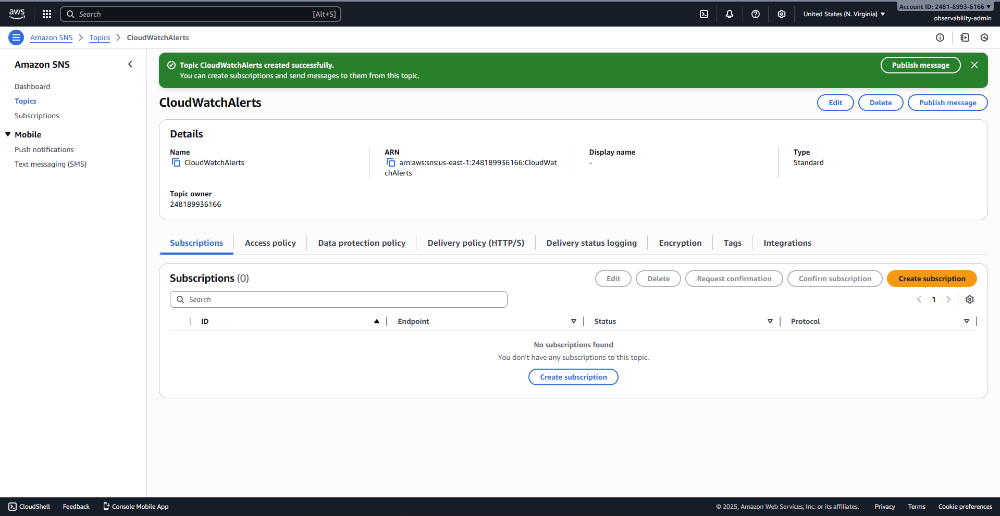 aws
Search
[Alt+S]
United States (N. Virginia)
Account ID: 2481-8993-6166
observability-admin
Amazon SNS
Topics
CloudWatchAlerts
Amazon SNS
Dashboard
Topics
Subscriptions
Mobile
Push notifications
Text messaging (SMS)
Topic CloudWatchAlerts created successfully.
You can create subscriptions and send messages to them from this topic.
Publish message
CloudWatchAlerts
Edit
Delete
Publish message
Details
Name
CloudWatchAlerts
ARN
arn:aws:sns:us-east-1:248189936166:CloudWat
chAlerts
Display name
-
Type
Standard
Topic owner
248189936166
Subscriptions
Access policy
Data protection policy
Delivery policy (HTTP/S)
Delivery status logging
Encryption
Tags
Integrations
Subscriptions (0)
Edit
Delete
Request confirmation
Confirm subscription
Create subscription
Search
1
ID
Endpoint
Status
Protocol
No subscriptions found
You don't have any subscriptions to this topic.
Create subscription
CloudShell
Feedback
Console Mobile App
© 2025, Amazon Web Services, Inc. or its affiliates.
Privacy
Terms
Cookie preferences